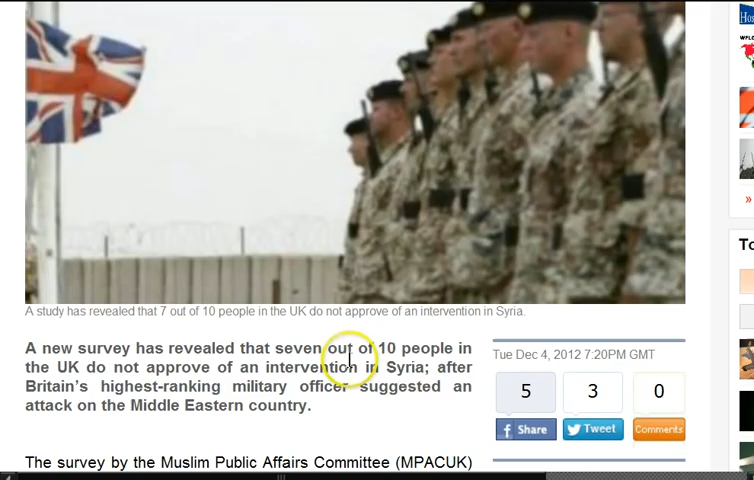 A study has revealed that 7 out of 10 people in the UK do not approve of an intervention in Syria.
A new survey has revealed that seven out of 10 people in
the UK do not approve of an intervention in Syria; after
Britain's highest-ranking military officer suggested an
attack on the Middle Eastern country.
The survey by the Muslim Public Affairs Committee (MPACUK)
Tue Dec 4, 2012 7:20PM GMT
5 3 0
Share Tweet Comments
»